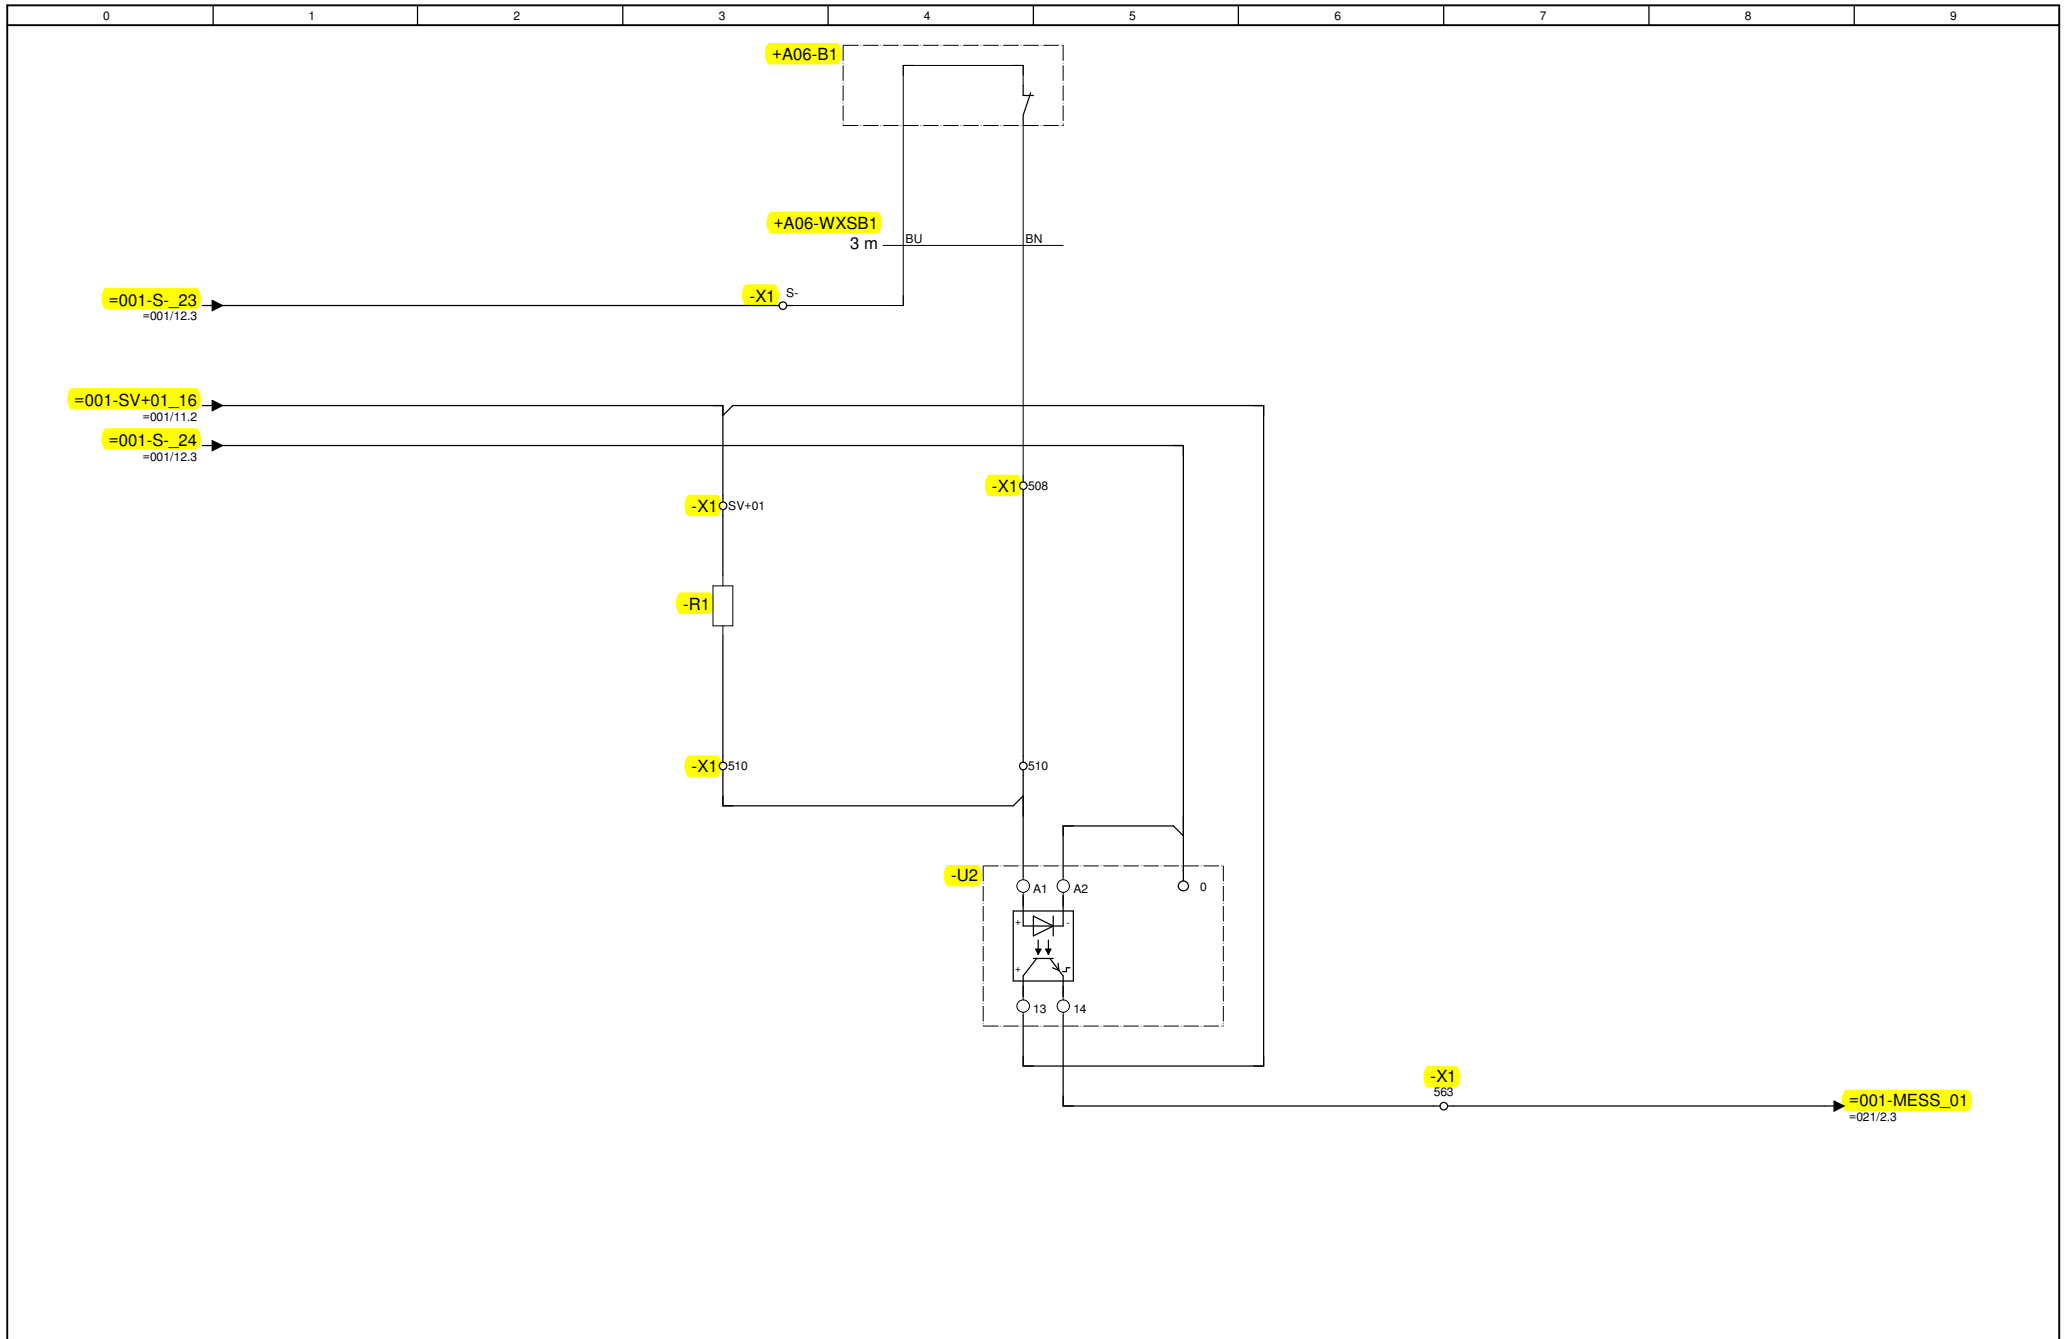 0 1 2 3 4 5 6 7 8 9
+A06-B1
+A06-WXSB1
3 m BU BN
=001-S-_23
=001/12.3
-X1 S-
=001-SV+01_16
=001/11.2
=001-S-_24
=001/12.3
-X1 508
-X1 SV+01
-R1
-X1 510 510
-U2
A1 A2 0
+ -
+
13 14
-X1
563
=001-MESS_01
=021/2.3